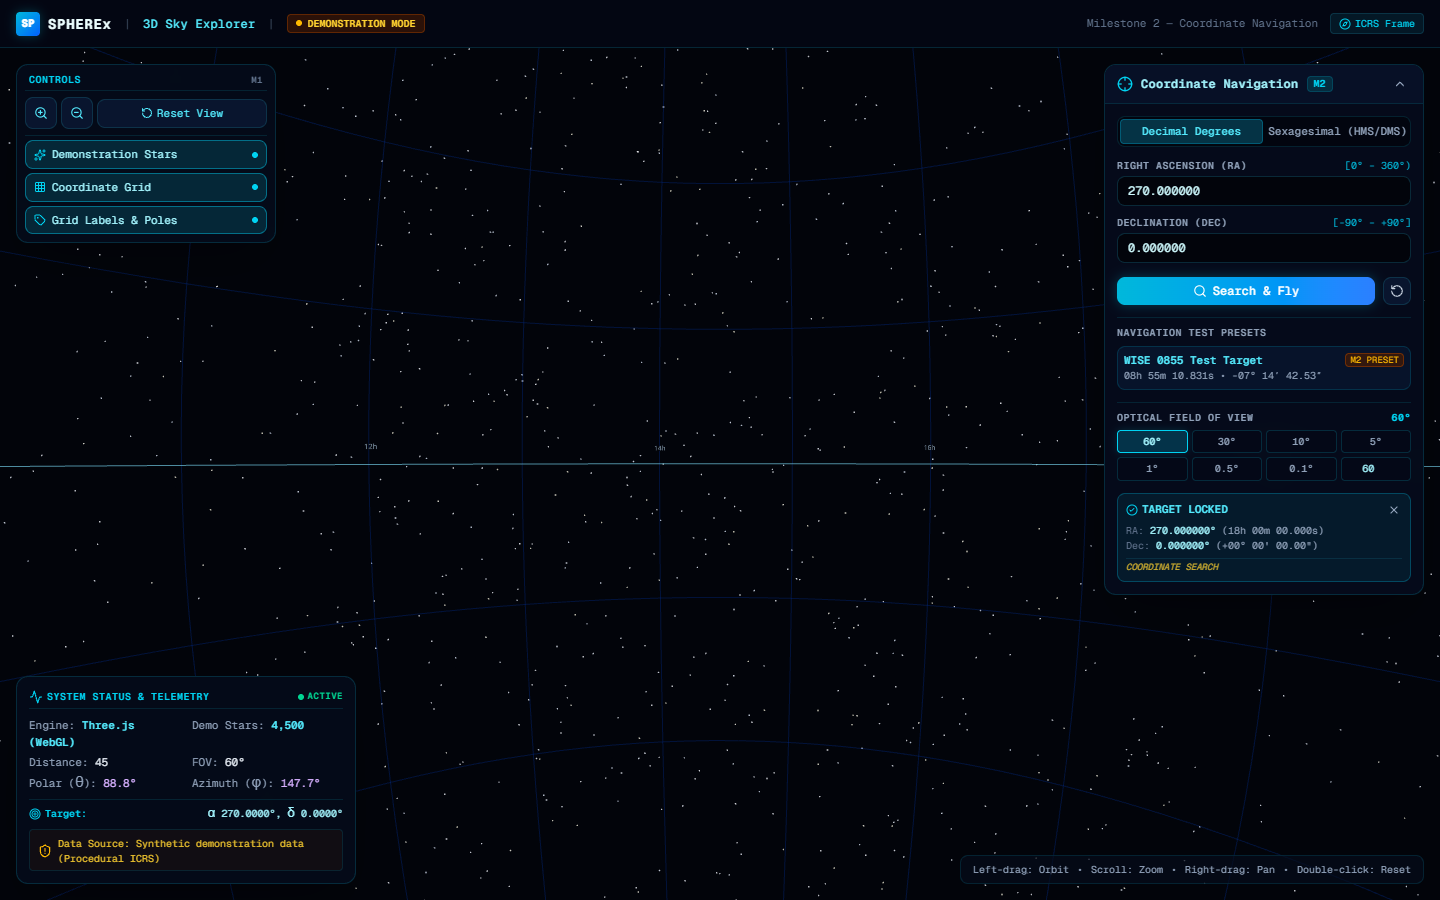 SP SPHEREx | 3D Sky Explorer | DEMONSTRATION MODE
Milestone 2 — Coordinate Navigation ICRS Frame
CONTROLS M1
Reset View
Demonstration Stars
Coordinate Grid
Grid Labels & Poles
Coordinate Navigation M2
Decimal Degrees Sexagesimal (HMS/DMS)
RIGHT ASCENSION (RA) [0° - 360°)
270.000000
DECLINATION (DEC) [-90° - +90°]
0.000000
Search & Fly
NAVIGATION TEST PRESETS
WISE 0855 Test Target M2 PRESET
08h 55m 10.831s • -07° 14' 42.53"
OPTICAL FIELD OF VIEW 60°
60° 30° 10° 5°
1° 0.5° 0.1° 60
TARGET LOCKED
RA: 270.000000° (18h 00m 00.000s)
Dec: 0.000000° (+00° 00' 00.00")
COORDINATE SEARCH
12h 14h 16h
SYSTEM STATUS & TELEMETRY ACTIVE
Engine: Three.js Demo Stars: 4,500
(WebGL)
Distance: 45 FOV: 60°
Polar (θ): 88.8° Azimuth (φ): 147.7°
Target: α 270.0000°, δ 0.0000°
Data Source: Synthetic demonstration data
(Procedural ICRS)
Left-drag: Orbit • Scroll: Zoom • Right-drag: Pan • Double-click: Reset